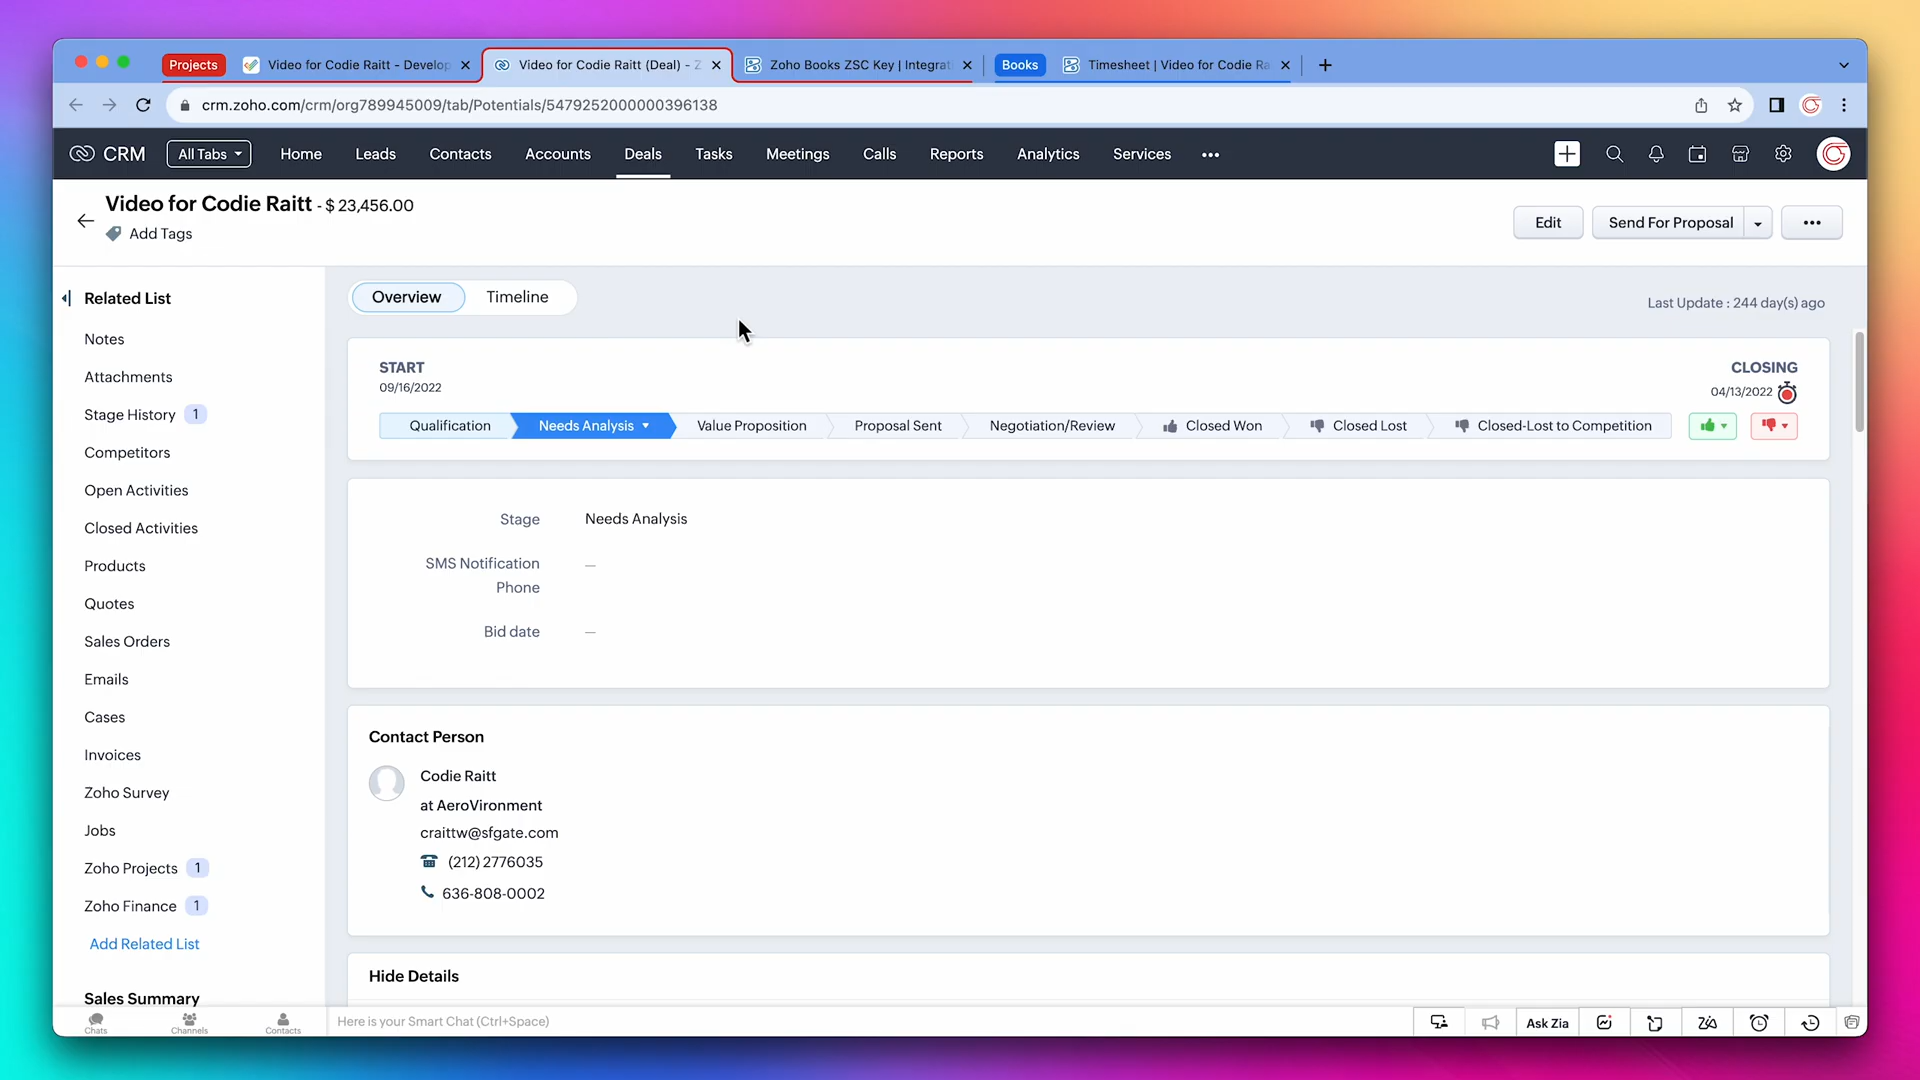 Projects
Video for Codie Raitt - Develop
Video for Codie Raitt (Deal) - Z
Zoho Books ZSC Key | Integrat
Books
Timesheet | Video for Codie Ra
crm.zoho.com/crm/org789945009/tab/Potentials/5479252000000396138
CRM
All Tabs
Home
Leads
Contacts
Accounts
Deals
Tasks
Meetings
Calls
Reports
Analytics
Services
Video for Codie Raitt - $ 23,456.00
Add Tags
Edit
Send For Proposal
Related List
Notes
Attachments
Stage History 1
Competitors
Open Activities
Closed Activities
Products
Quotes
Sales Orders
Emails
Cases
Invoices
Zoho Survey
Jobs
Zoho Projects 1
Zoho Finance 1
Add Related List
Sales Summary
Overview
Timeline
Last Update : 244 day(s) ago
START
09/16/2022
CLOSING
04/13/2022
Qualification
Needs Analysis
Value Proposition
Proposal Sent
Negotiation/Review
Closed Won
Closed Lost
Closed-Lost to Competition
Stage
Needs Analysis
SMS Notification
Phone
—
Bid date
—
Contact Person
Codie Raitt
at AeroVironment
craittw@sfgate.com
(212) 2776035
636-808-0002
Hide Details
Chats
Channels
Contacts
Here is your Smart Chat (Ctrl+Space)
Ask Zia